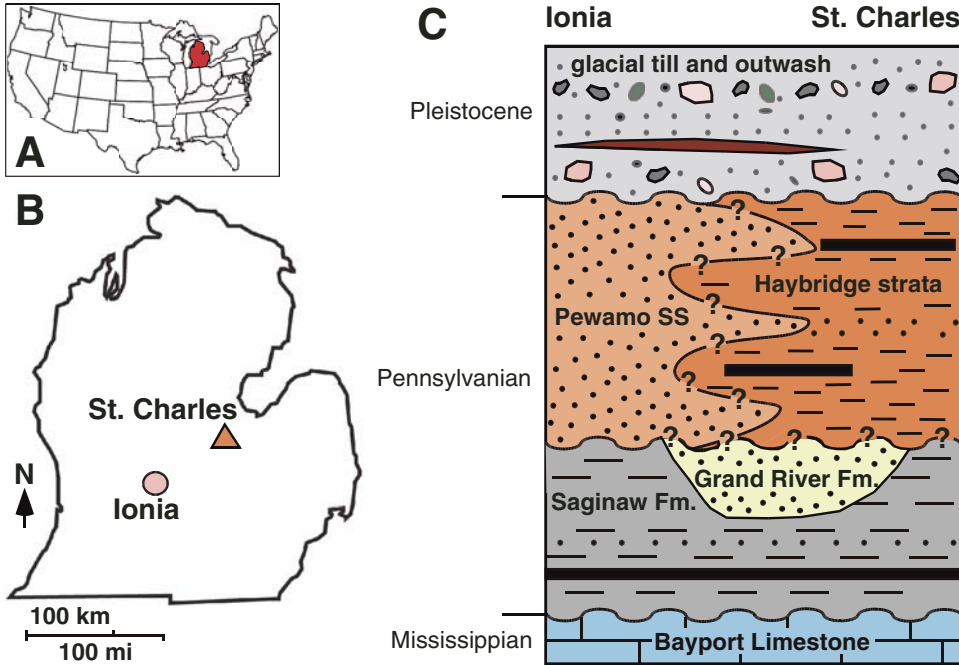 A
B
N
St. Charles
Ionia
100 km
100 mi
C
Ionia
St. Charles
Pleistocene
Pennsylvanian
Mississippian
glacial till and outwash
?
?
?
Haybridge strata
?
?
Pewamo SS
?
?
?
?
?
?
?
?
?
?
?
Grand River Fm.
Saginaw Fm.
Bayport Limestone